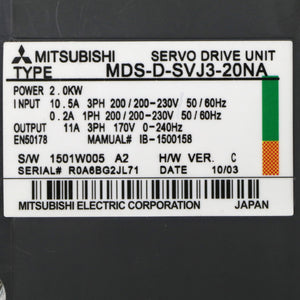 MITSUBISHI SERVO DRIVE UNIT
TYPE MDS-D-SVJ3-20NA
POWER 2.0KW
INPUT 10.5A 3PH 200/200-230V 50/60Hz
0.2A 1PH 200/200-230V 50/60Hz
OUTPUT 11A 3PH 170V 0-240Hz
EN50178 MANUAL# IB-1500158
S/W 1501W005 A2 H/W VER. C
SERIAL# R0A6BG2JL71 DATE 10/03
MITSUBISHI ELECTRIC CORPORATION JAPAN